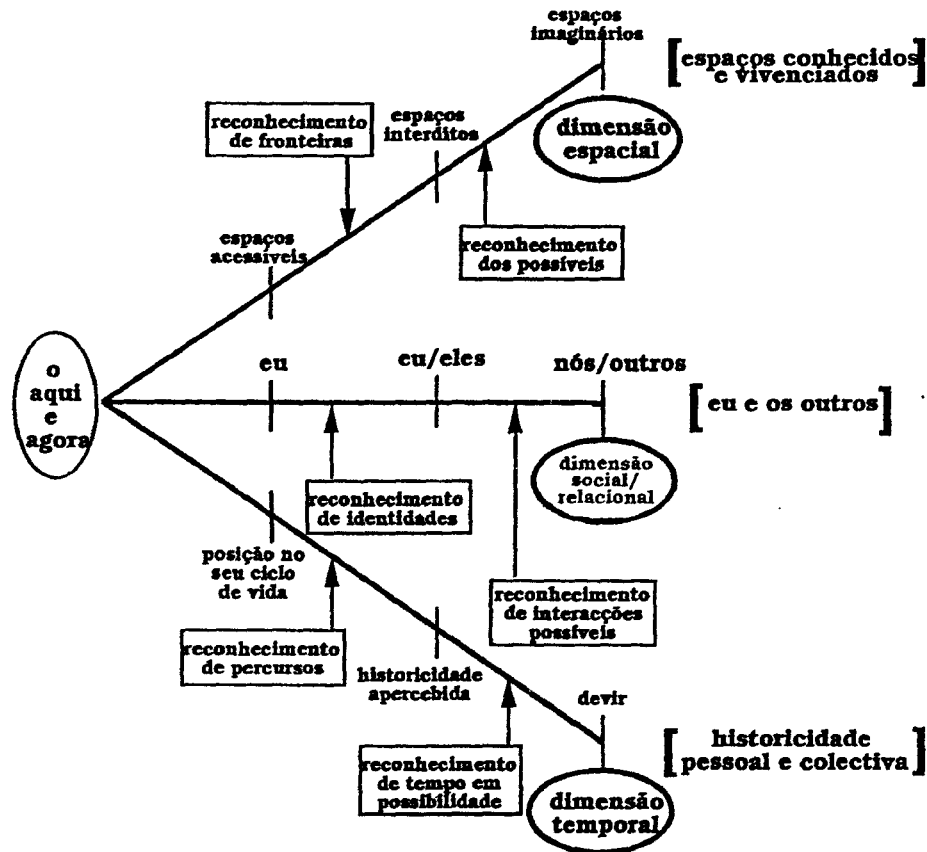 espaços
imaginários
[espaços conhecidos
e vivenciados]
reconhecimento
de fronteiras
espaços
interditos
dimensão
espacial
espaços
acessíveis
reconhecimento
dos possíveis
o
aqui
e
agora
eu
eu/eles
nós/outros
[eu e os outros]
dimensão
social/
relacional
reconhecimento
de identidades
posição no
seu ciclo
de vida
reconhecimento
de interacções
possíveis
reconhecimento
de percursos
historicidade
apercebida
devir
[historicidade
pessoal e colectiva]
reconhecimento
de tempo em
possibilidade
dimensão
temporal